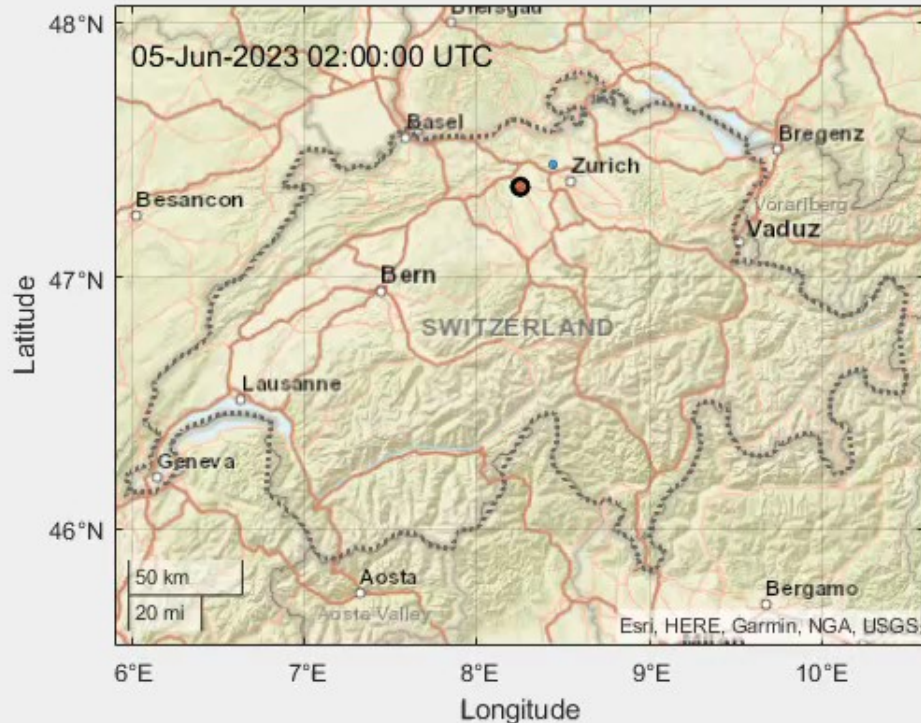 48°N
05-Jun-2023 02:00:00 UTC
Basel
Bregenz
Zurich
Besancon
Vorarlberg
Vaduz
47°N
Bern
SWITZERLAND
Latitude
Lausanne
Geneva
46°N
50 km
Aosta
Bergamo
20 mi
Aosta Valley
Esri, HERE, Garmin, NGA, USGS
6°E 7°E 8°E 9°E 10°E
Longitude